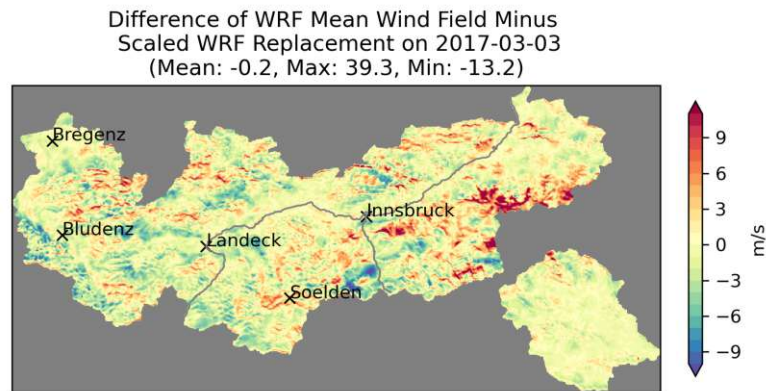 Difference of WRF Mean Wind Field Minus
Scaled WRF Replacement on 2017-03-03
(Mean: -0.2, Max: 39.3, Min: -13.2)
Bregenz
Bludenz
Landeck
Innsbruck
Soelden
9
6
3
0
−3
−6
−9
m/s